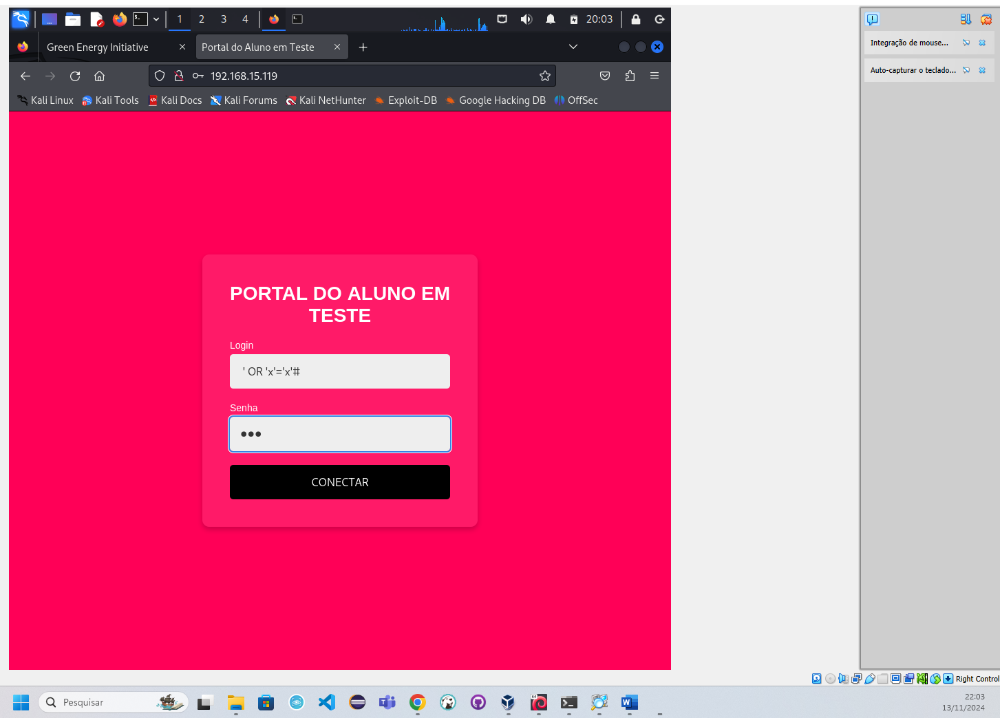 1 2 3 4 20:03
Green Energy Initiative
Portal do Aluno em Teste
192.168.15.119
Kali Linux Kali Tools Kali Docs Kali Forums Kali NetHunter Exploit-DB Google Hacking DB OffSec
Integração de mouse...
Auto-capturar o teclado...
PORTAL DO ALUNO EM
TESTE
Login
' OR 'x'='x'#
Senha
CONECTAR
Right Control
Pesquisar
22:03
13/11/2024